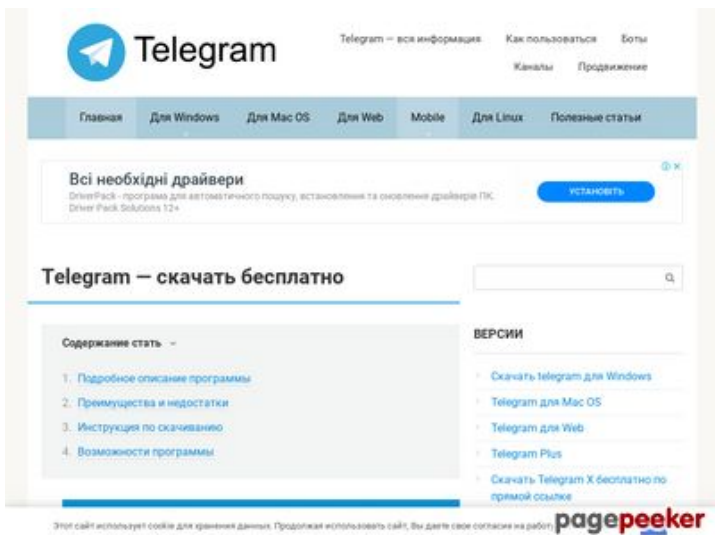 Telegram
Telegram — вся информация Как пользоваться Боты
Каналы Продвижение
Главная Для Windows Для Mac OS Для Web Mobile Для Linux Полезные статьи
Всі необхідні драйвери
DriverPack - програма для автоматичного пошуку, встановлення та оновлення драйверів ПК.
DriverPack Solutions 12+
УСТАНОВІТЬ
Telegram — скачать бесплатно
Содержание стать
1. Подробное описание программы
2. Преимущества и недостатки
3. Инструкция по скачиванию
4. Возможности программы
ВЕРСИИ
Скачать telegram для Windows
Telegram для Mac OS
Telegram для Web
Telegram Plus
Скачать Telegram X бесплатно по
прямой ссылке
Этот сайт использует cookie для хранения данных. Продолжая использовать сайт, Вы даете свое согласие на работ
pagepeeker